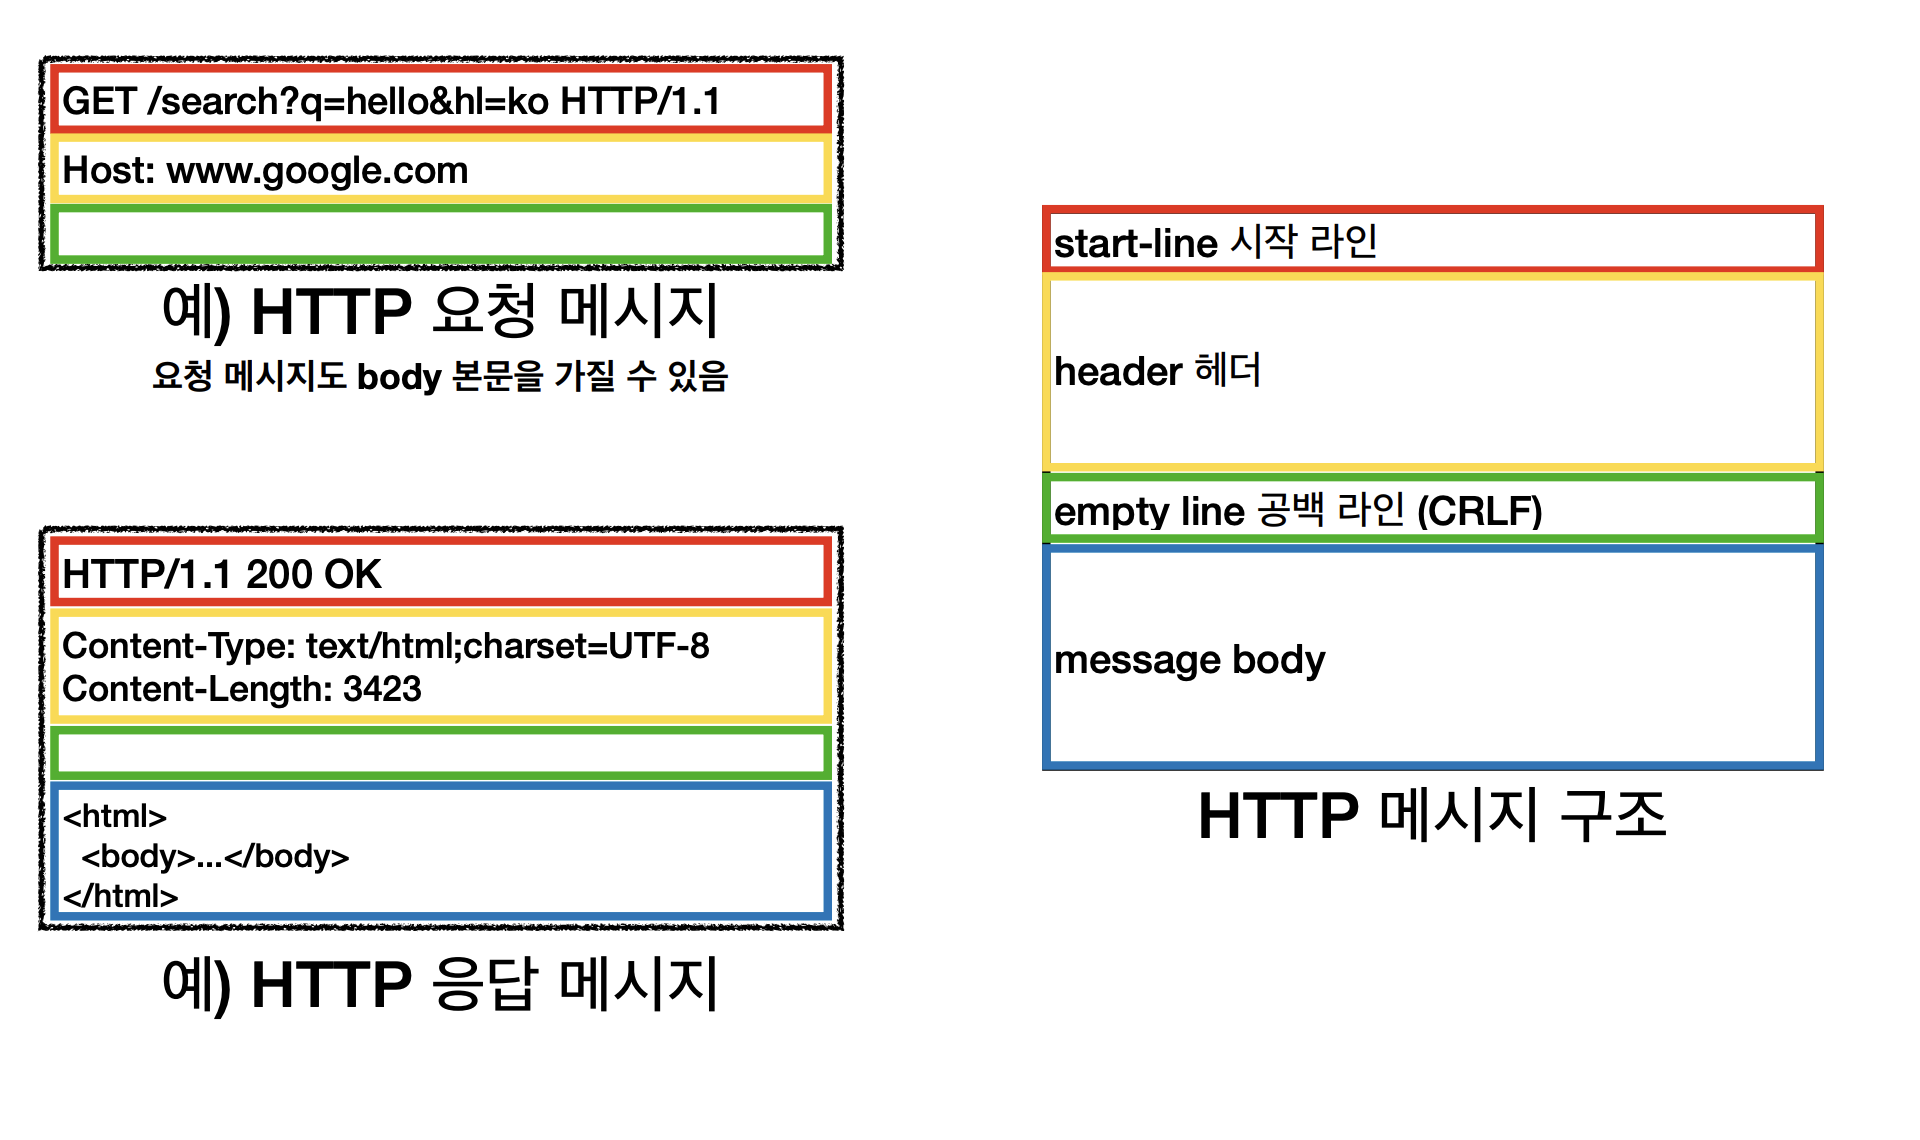 GET /search?q=hello&hl=ko HTTP/1.1
Host: www.google.com
예) HTTP 요청 메시지
요청 메시지도 body 본문을 가질 수 있음
HTTP/1.1 200 OK
Content-Type: text/html;charset=UTF-8
Content-Length: 3423
<html>
  <body>...</body>
</html>
예) HTTP 응답 메시지
start-line 시작 라인
header 헤더
empty line 공백 라인 (CRLF)
message body
HTTP 메시지 구조